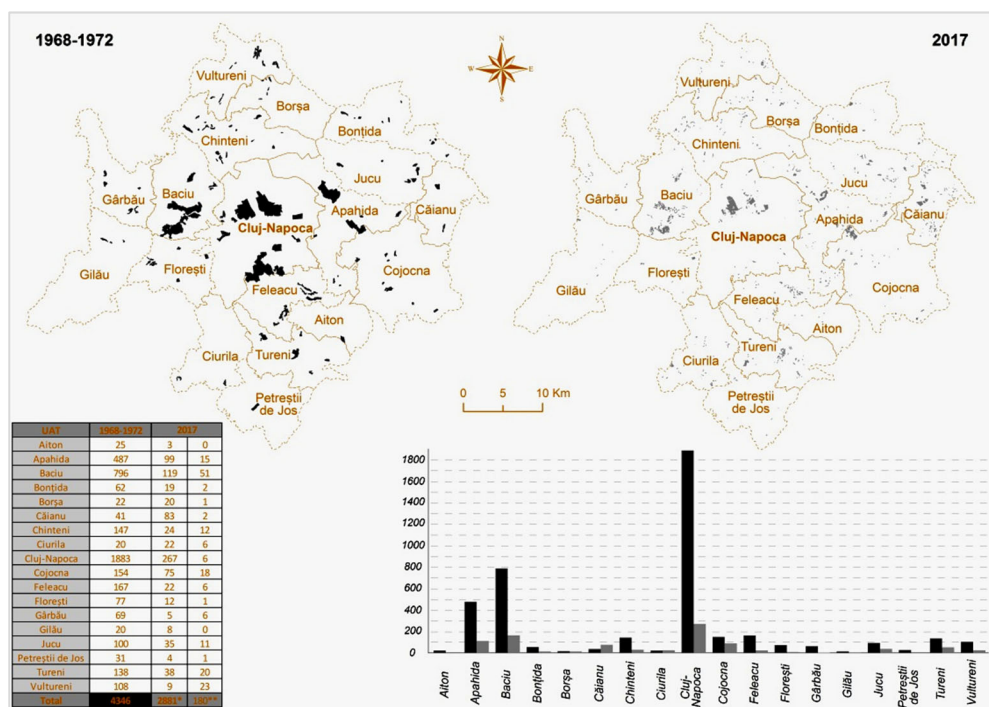 1968-1972
2017
N
W E
S
Vultureni
Borșa
Bonțida
Chinteni
Jucu
Baciu
Gârbău
Apahida
Căianu
Cluj-Napoca
Cojocna
Gilău
Florești
Feleacu
Aiton
Ciurila
Tureni
Petreștii
de Jos
Vultureni
Borșa
Bonțida
Chinteni
Jucu
Baciu
Gârbău
Apahida
Căianu
Cluj-Napoca
Florești
Gilău
Cojocna
Feleacu
Aiton
Ciurila
Tureni
Petreștii
de Jos
0 5 10 Km
UAT 1968-1972 2017
Aiton 25 3 0
Apahida 487 99 15
Baciu 796 119 51
Bonțida 62 19 2
Borșa 22 20 1
Căianu 41 83 2
Chinteni 147 24 12
Ciurila 20 22 6
Cluj-Napoca 1883 267 6
Cojocna 154 75 18
Feleacu 167 22 6
Florești 77 12 1
Gârbău 69 5 6
Gilău 20 8 0
Jucu 100 35 11
Petreștii de Jos 31 4 1
Tureni 138 38 20
Vultureni 108 9 23
Total 4346 2881* 180**
1800
1600
1400
1200
1000
800
600
400
200
0
Aiton
Apahida
Baciu
Bonțida
Borșa
Căianu
Chinteni
Ciurila
Cluj-
Napoca
Cojocna
Feleacu
Florești
Gârbău
Gilău
Jucu
Petreștii
de Jos
Tureni
Vultureni